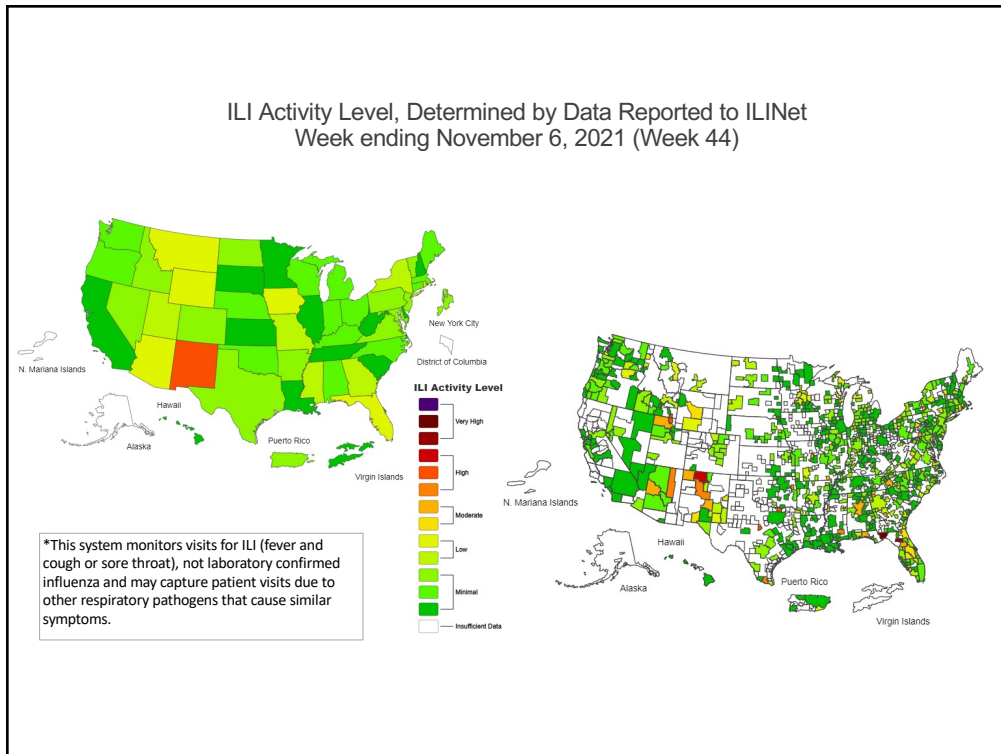 ILI Activity Level, Determined by Data Reported to ILINet
Week ending November 6, 2021 (Week 44)
New York City
N. Mariana Islands
District of Columbia
ILI Activity Level
Hawaii
Alaska
Puerto Rico
Virgin Islands
Very High
High
Moderate
Low
Minimal
Insufficient Data
*This system monitors visits for ILI (fever and
cough or sore throat), not laboratory confirmed
influenza and may capture patient visits due to
other respiratory pathogens that cause similar
symptoms.
N. Mariana Islands
Hawaii
Alaska
Puerto Rico
Virgin Islands